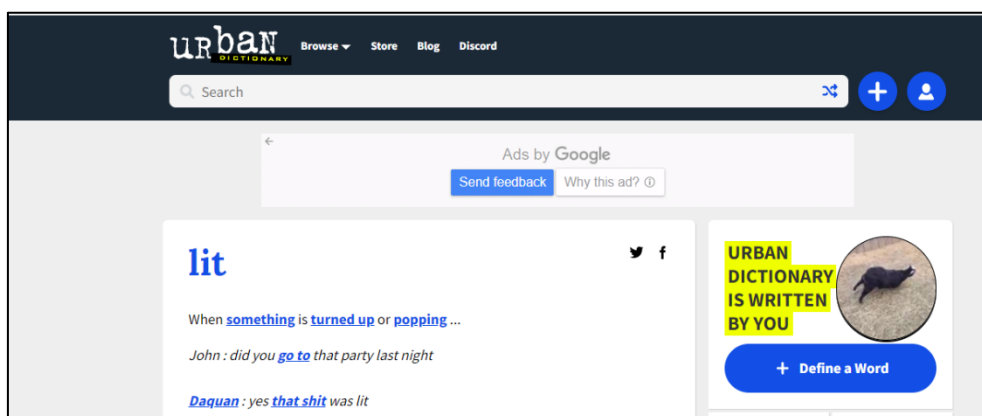 urban
DICTIONARY
Browse Store Blog Discord
Search
Ads by Google
Send feedback Why this ad?
lit
When something is turned up or popping ...
John : did you go to that party last night
Daquan : yes that shit was lit
URBAN
DICTIONARY
IS WRITTEN
BY YOU
+ Define a Word